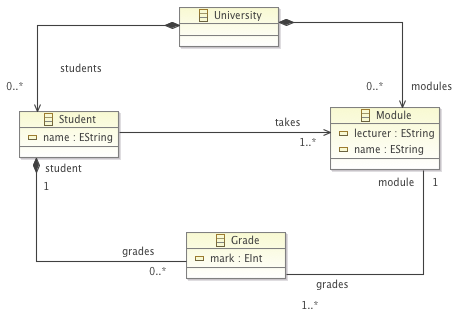 University
students
0..*
0..*
modules
Student
name : EString
takes
1..*
Module
lecturer : EString
name : EString
student
1
module
1
Grade
mark : EInt
grades
0..*
grades
1..*